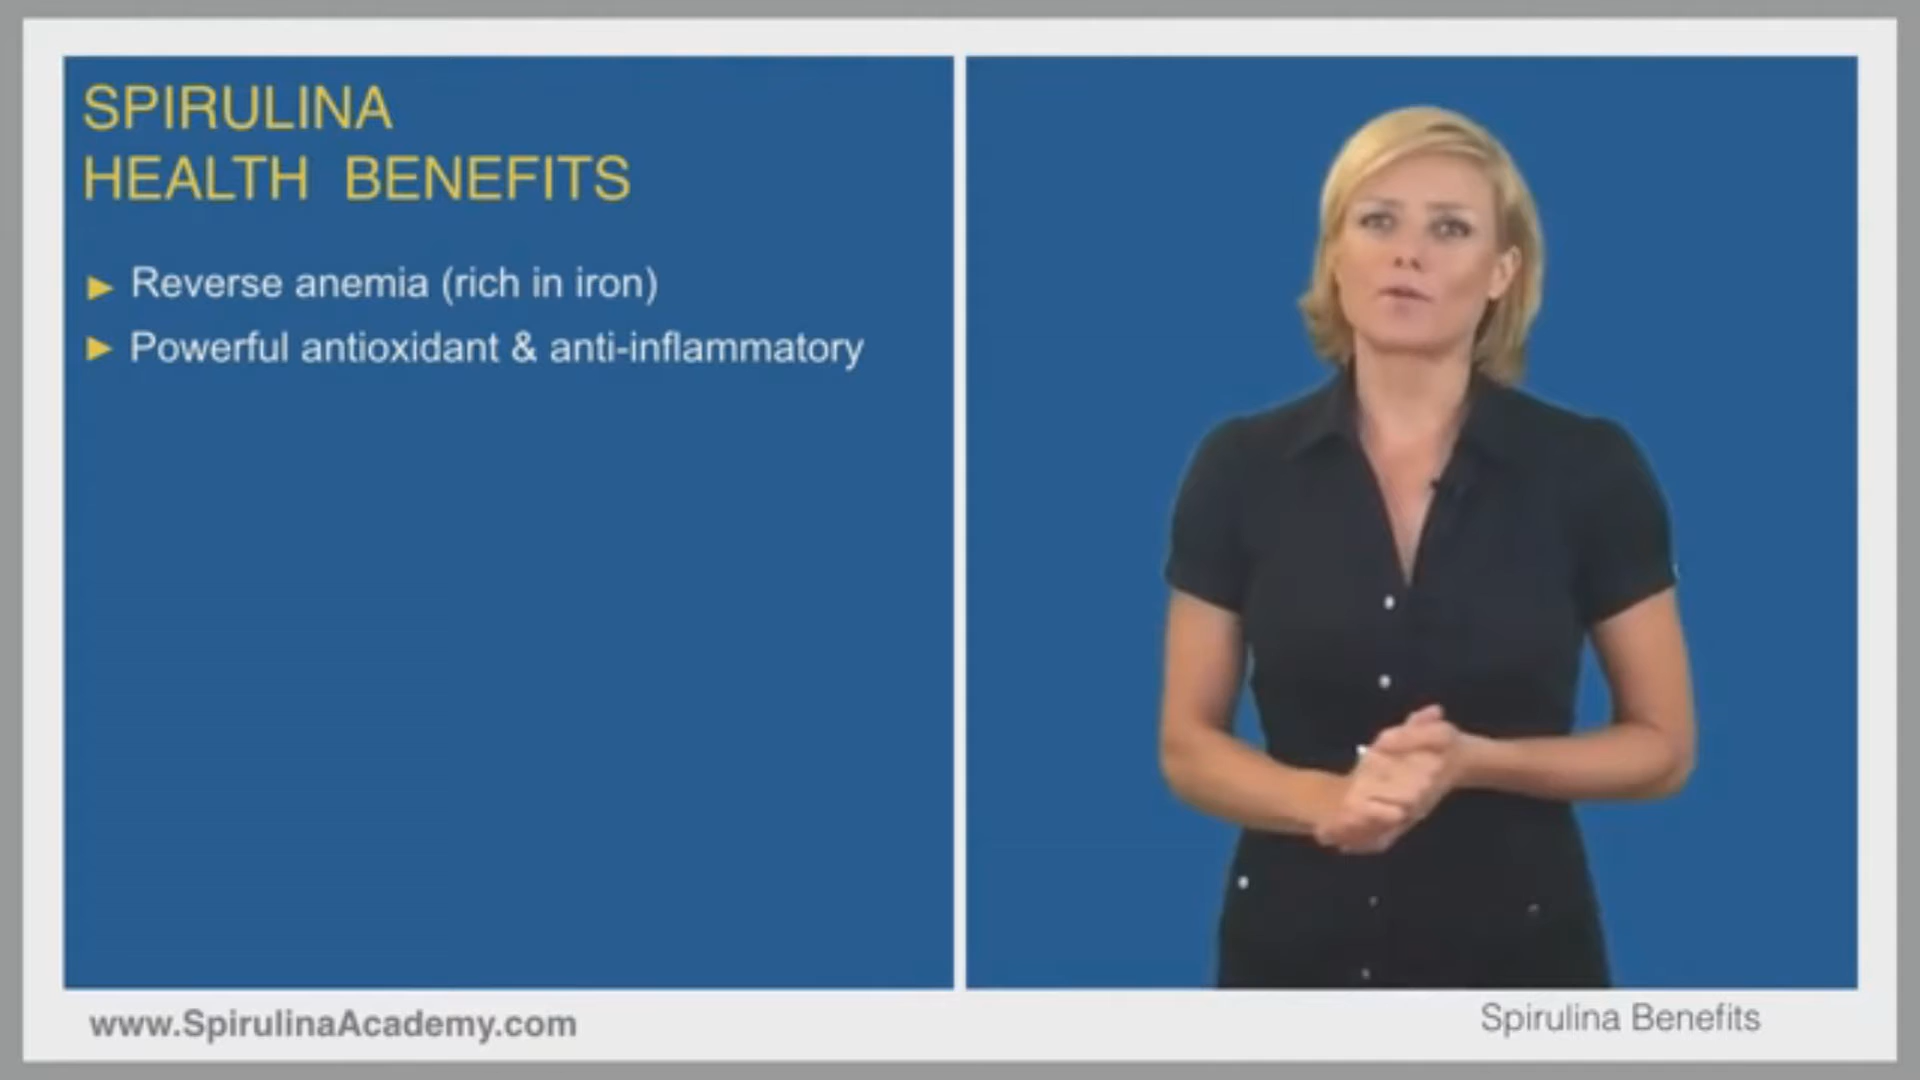 SPIRULINA
HEALTH BENEFITS
Reverse anemia (rich in iron)
Powerful antioxidant & anti-inflammatory
www.SpirulinaAcademy.com
Spirulina Benefits